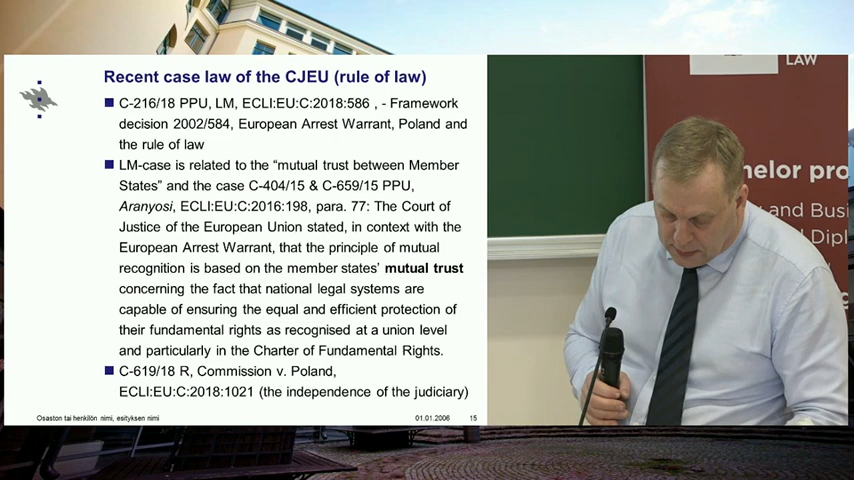 Recent case law of the CJEU (rule of law)
C-216/18 PPU, LM, ECLI:EU:C:2018:586 , - Framework
decision 2002/584, European Arrest Warrant, Poland and
the rule of law
LM-case is related to the “mutual trust between Member
States” and the case C-404/15 & C-659/15 PPU,
Aranyosi, ECLI:EU:C:2016:198, para. 77: The Court of
Justice of the European Union stated, in context with the
European Arrest Warrant, that the principle of mutual
recognition is based on the member states’ mutual trust
concerning the fact that national legal systems are
capable of ensuring the equal and efficient protection of
their fundamental rights as recognised at a union level
and particularly in the Charter of Fundamental Rights.
C-619/18 R, Commission v. Poland,
ECLI:EU:C:2018:1021 (the independence of the judiciary)
Osaston tai henkilön nimi, esityksen nimi
01.01.2006
15
LAW
helor pro
and Busi
Dipl